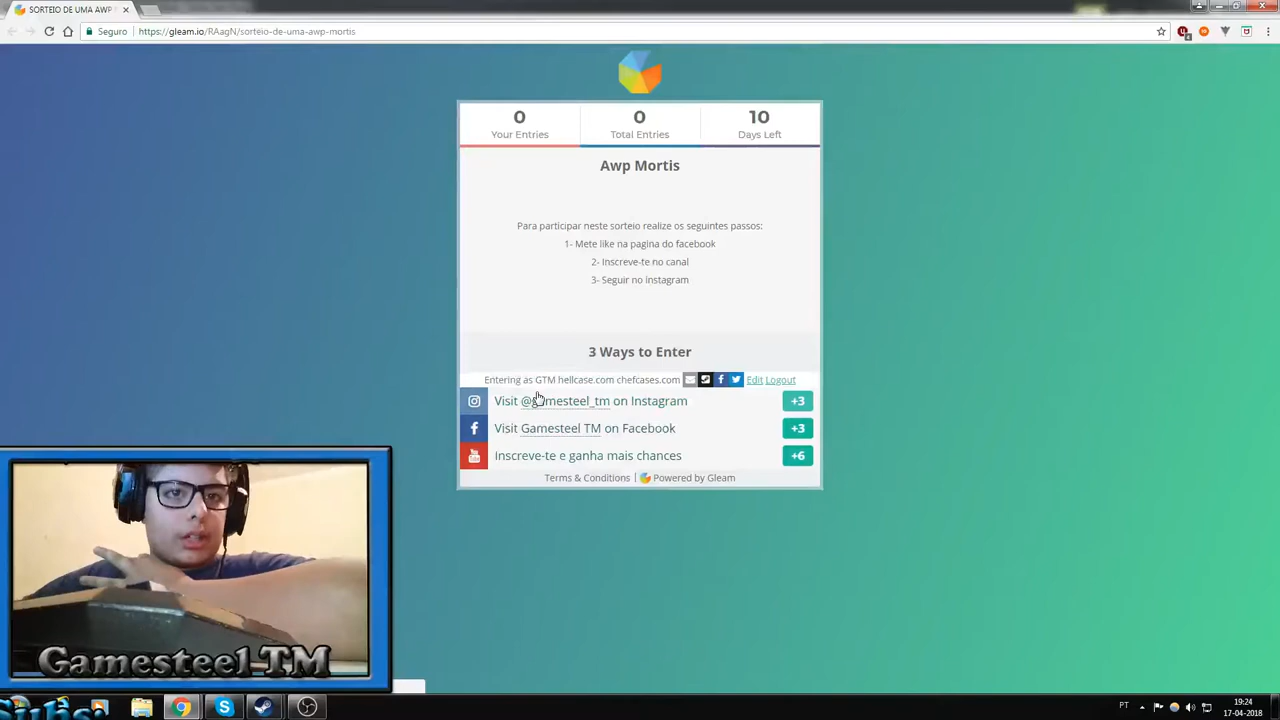 SORTEIO DE UMA AWP
Seguro https://gleam.io/RAagN/sorteio-de-uma-awp-mortis
0 0 10
Your Entries Total Entries Days Left
Awp Mortis
Para participar neste sorteio realize os seguintes passos:
1- Mete like na pagina do facebook
2- Inscreve-te no canal
3- Seguir no instagram
3 Ways to Enter
Entering as GTM hellcase.com chefcases.com Edit Logout
Visit @gamesteel_tm on Instagram +3
Visit Gamesteel TM on Facebook +3
Inscreve-te e ganha mais chances +6
Terms & Conditions | Powered by Gleam
Gamesteel TM
Subs
PT 19:24
17-04-2018